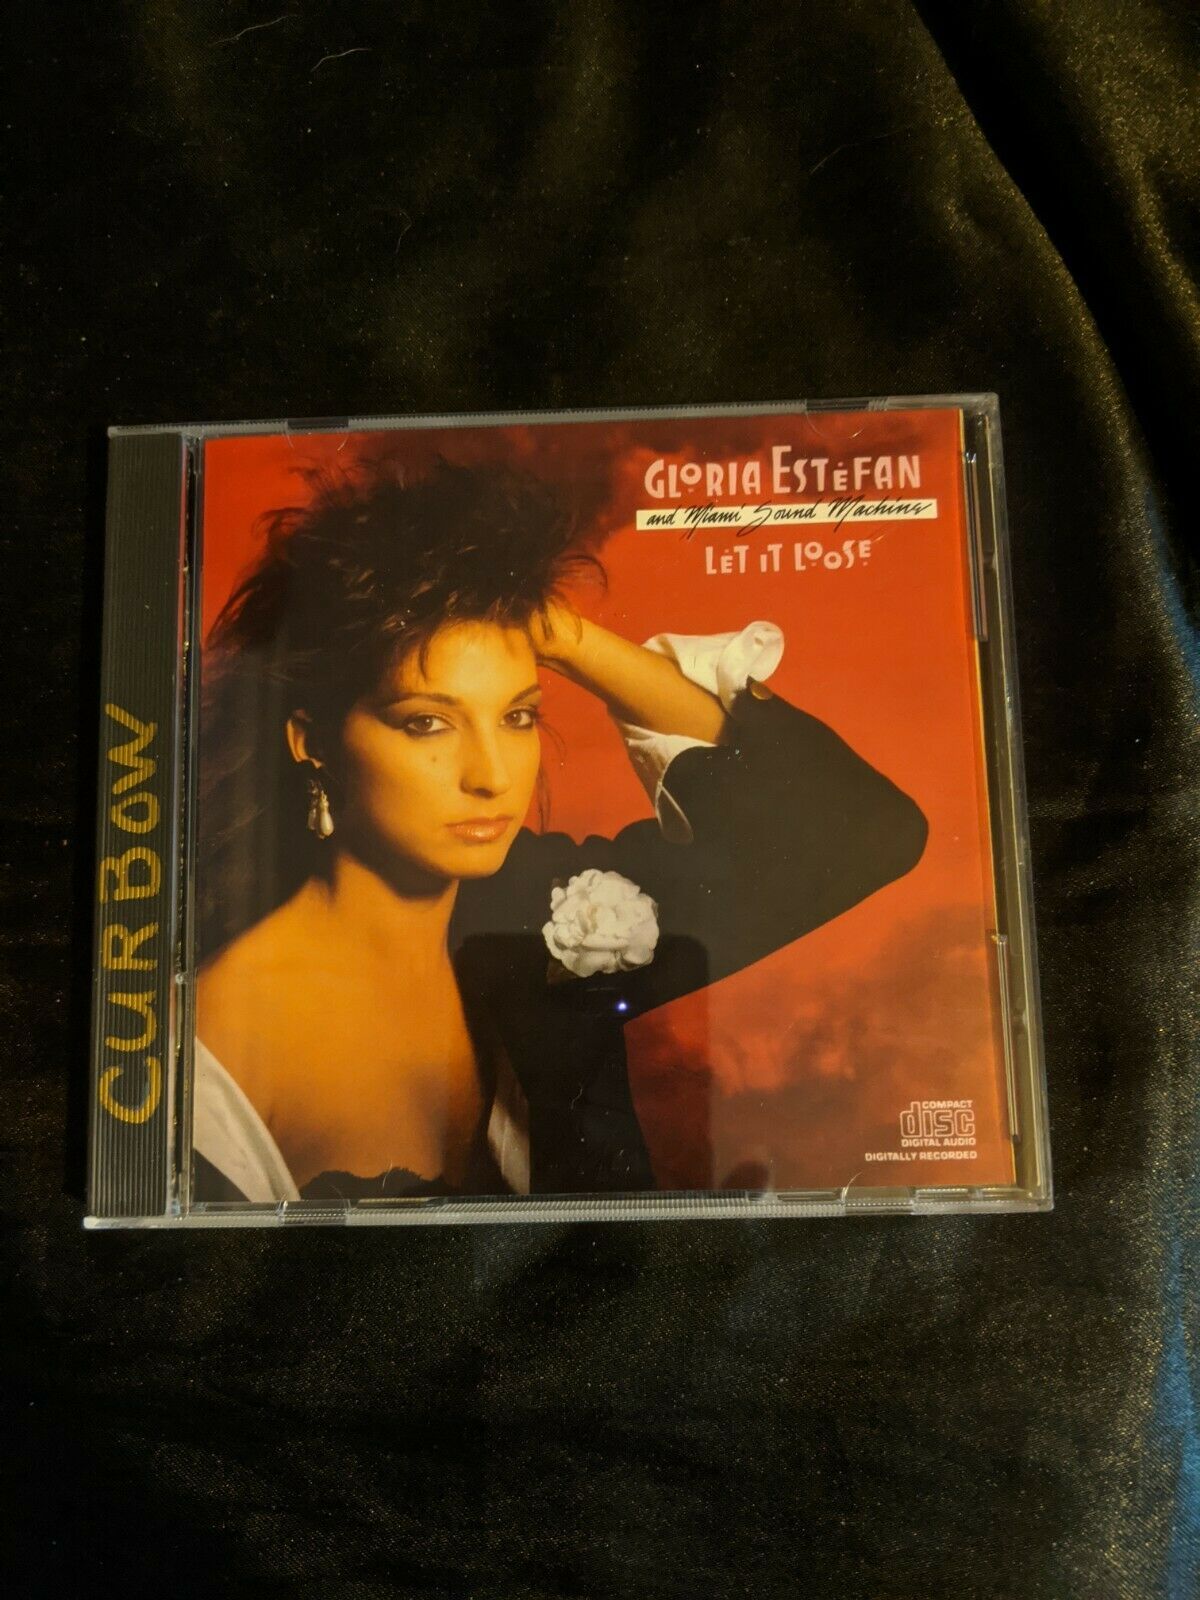 GLORIA ESTEFAN
and Miami Sound Machine
LET IT LOOSE
CURBOW
COMPACT
disc
DIGITAL AUDIO
DIGITALLY RECORDED